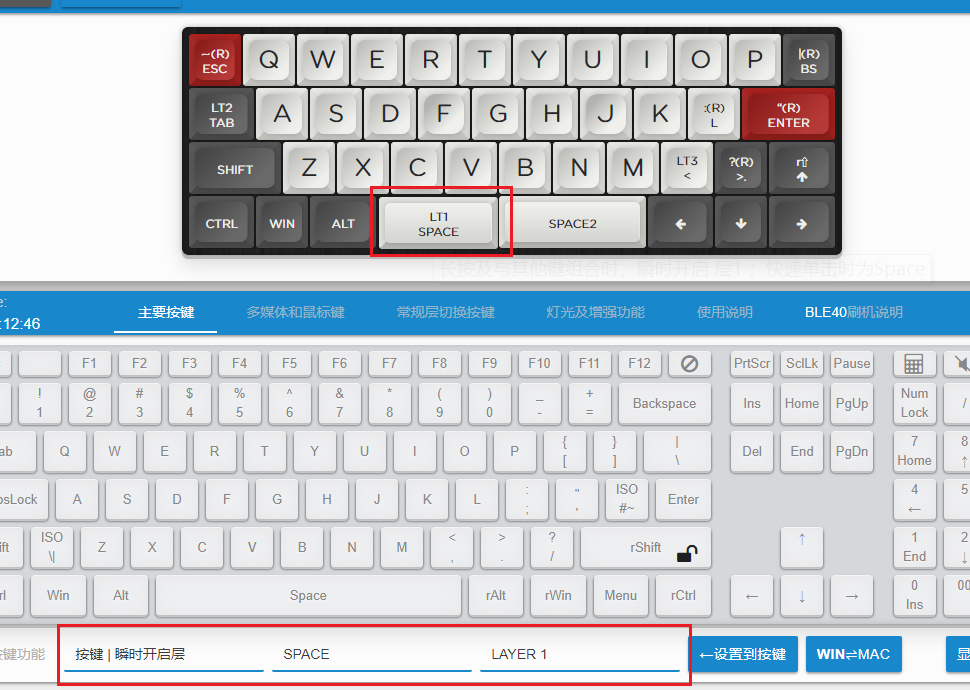 ~(R) Q W E R T Y U I O P |(R)
ESC BS
LT2 A S D F G H J K :(R) “(R)
TAB L ENTER
SHIFT Z X C V B N M LT3 ?(R) r⇧
< >. ↑
CTRL WIN ALT LT1 SPACE2 ← ↓ →
SPACE
长按及与其他键组合时，瞬时开启 层1 ；快速单击时为Space
e:
:12:46
主要按键 多媒体和鼠标键 常规层切换按键 灯光及增强功能 使用说明 BLE40刷机说明
F1 F2 F3 F4 F5 F6 F7 F8 F9 F10 F11 F12 PrtScr SclLk Pause
! @ # $ % ^ & * ( ) _ + Backspace Ins Home PgUp Num /
1 2 3 4 5 6 7 8 9 0 - = Lock
ab Q W E R T Y U I O P { } | Del End PgDn 7 8
[ ] \ Home ↑
psLock A S D F G H J K L : " ISO Enter 4 5
; ' #~ ←
ift ISO Z X C V B N M < > ? rShift ↑ 1 2
\| , . / End ↓
rl Win Alt Space rAlt rWin Menu rCtrl ← ↓ → 0 00
Ins
按键功能 按键 | 瞬时开启层 SPACE LAYER 1 ←设置到按键 WIN⇌MAC 显